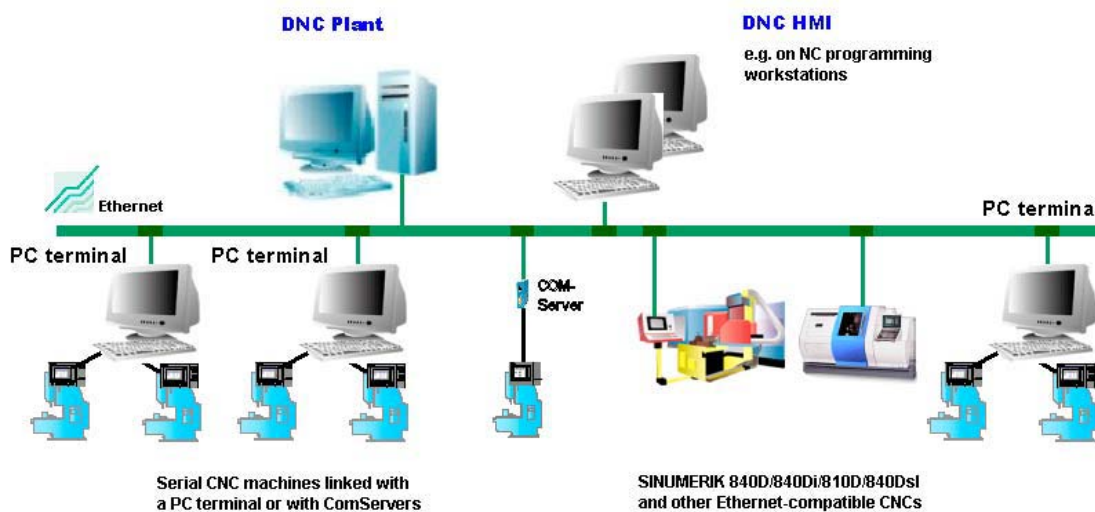 DNC Plant
DNC HMI
e.g. on NC programming
workstations
Ethernet
PC terminal
PC terminal
PC terminal
COM-
Server
Serial CNC machines linked with
a PC terminal or with ComServers
SINUMERIK 840D/840Di/810D/840Dsl
and other Ethernet-compatible CNCs